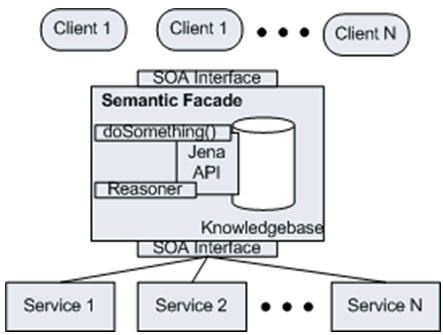 Client 1
Client 1
Client N
SOA Interface
Semantic Facade
doSomething()
Jena
API
Reasoner
Knowledgebase
SOA Interface
Service 1
Service 2
Service N